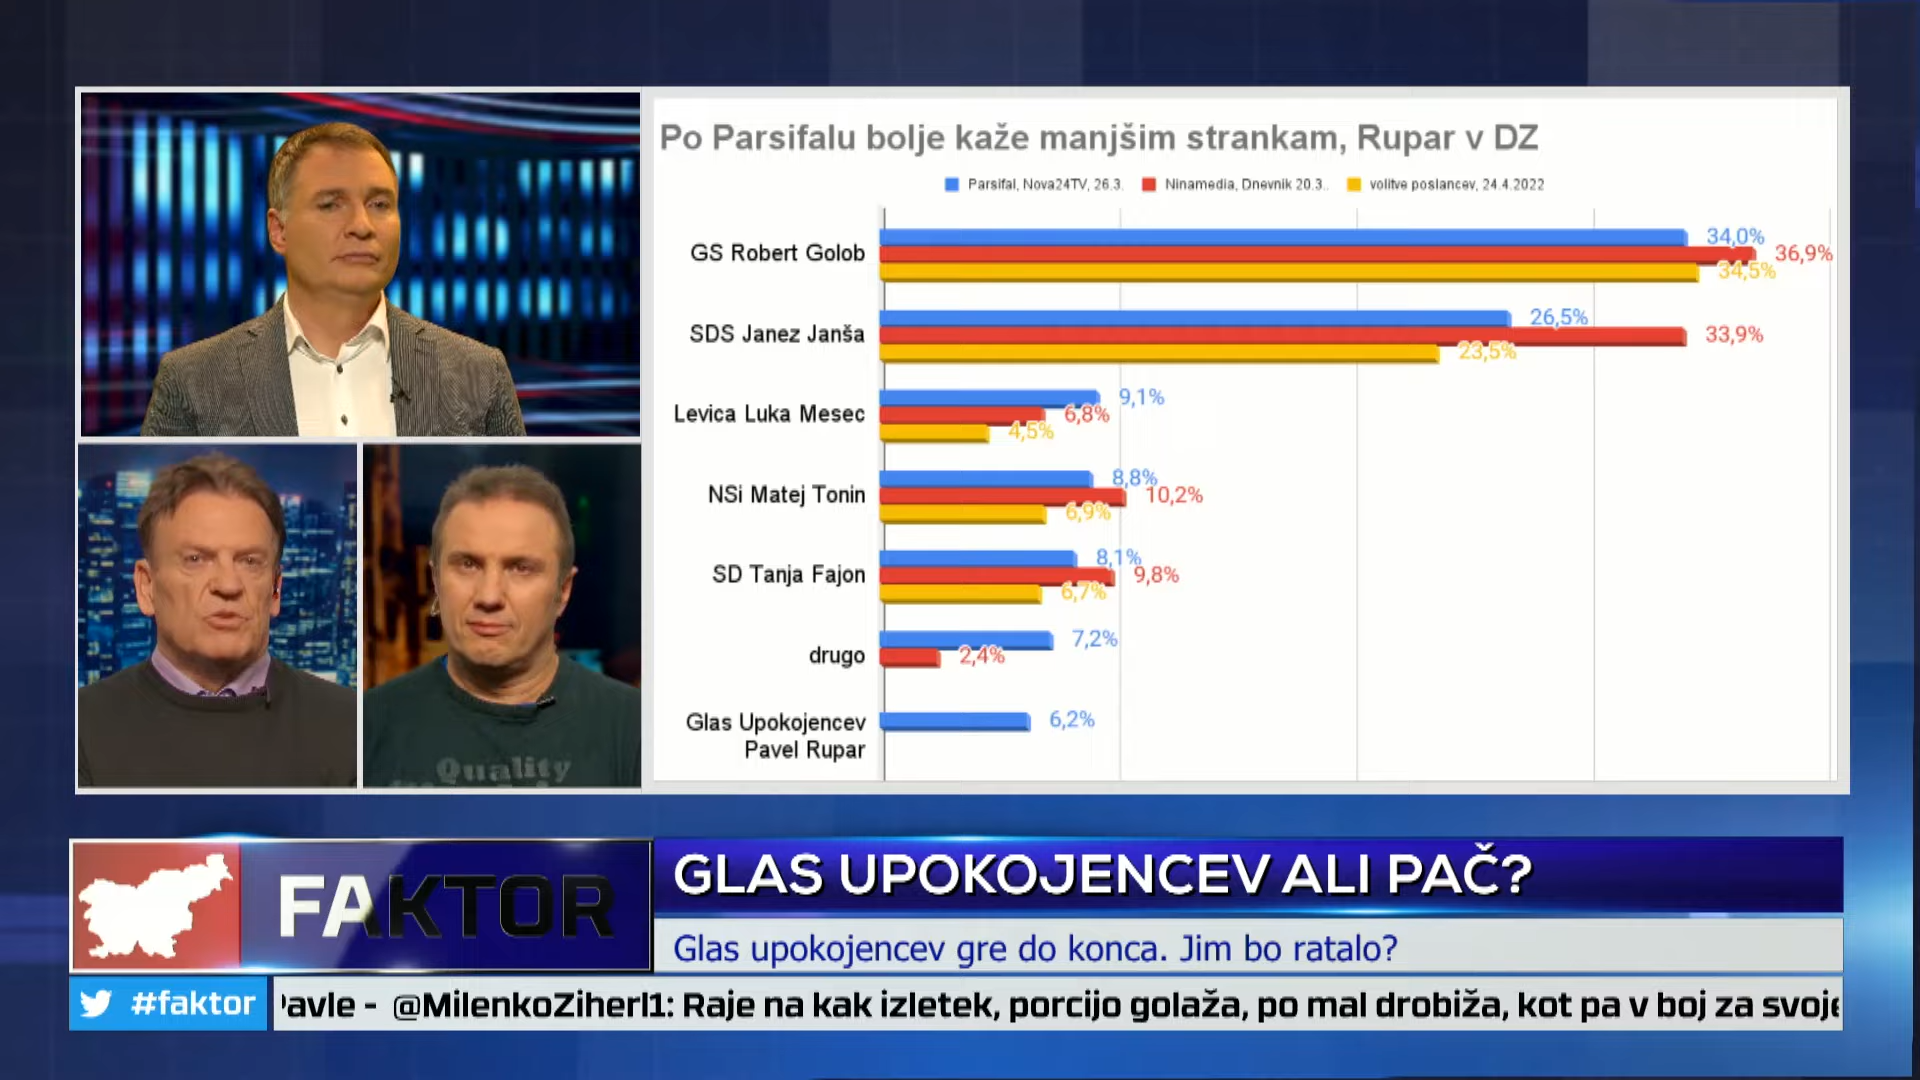 Po Parsifalu bolje kaže manjšim strankam, Rupar v DZ
Parsifal, Nova24TV, 26.3.
Ninamedia, Dnevnik 20.3..
volitve poslancev, 24.4.2022
GS Robert Golob
34,0%
36,9%
34,5%
SDS Janez Janša
26,5%
33,9%
23,5%
Levica Luka Mesec
9,1%
6,8%
4,5%
NSi Matej Tonin
8,8%
10,2%
6,9%
SD Tanja Fajon
8,1%
9,8%
6,7%
drugo
7,2%
2,4%
Glas Upokojencev
Pavel Rupar
6,2%
Quality
FAKTOR
GLAS UPOKOJENCEV ALI PAČ?
Glas upokojencev gre do konca. Jim bo ratalo?
#faktor
avle - @MilenkoZiherl1: Raje na kak izletek, porcijo golaža, po mal drobiža, kot pa v boj za svoje